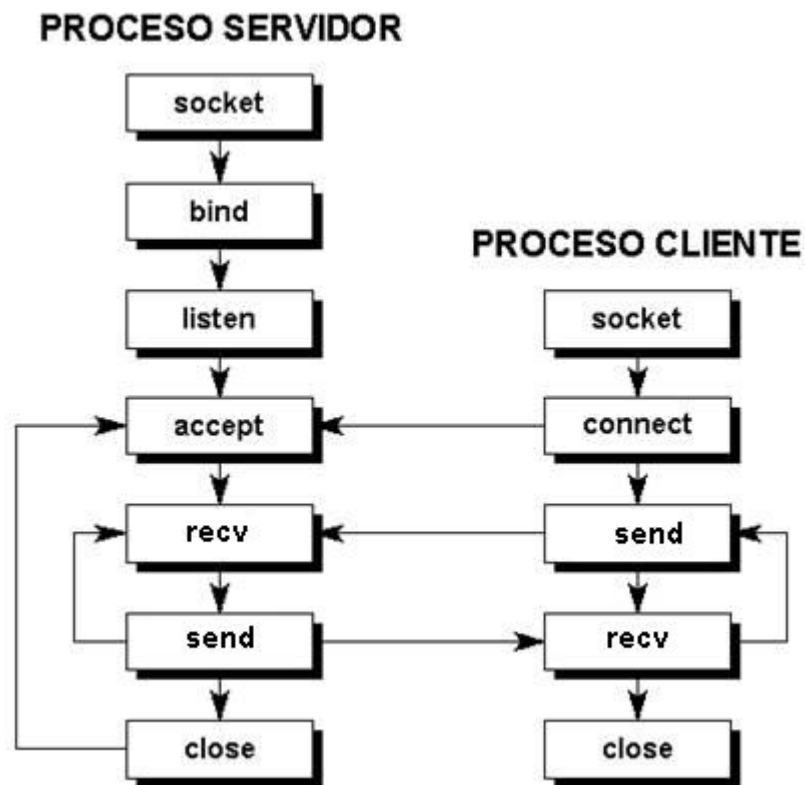 PROCESO SERVIDOR
socket
bind
listen
accept
recv
send
close
PROCESO CLIENTE
socket
connect
send
recv
close